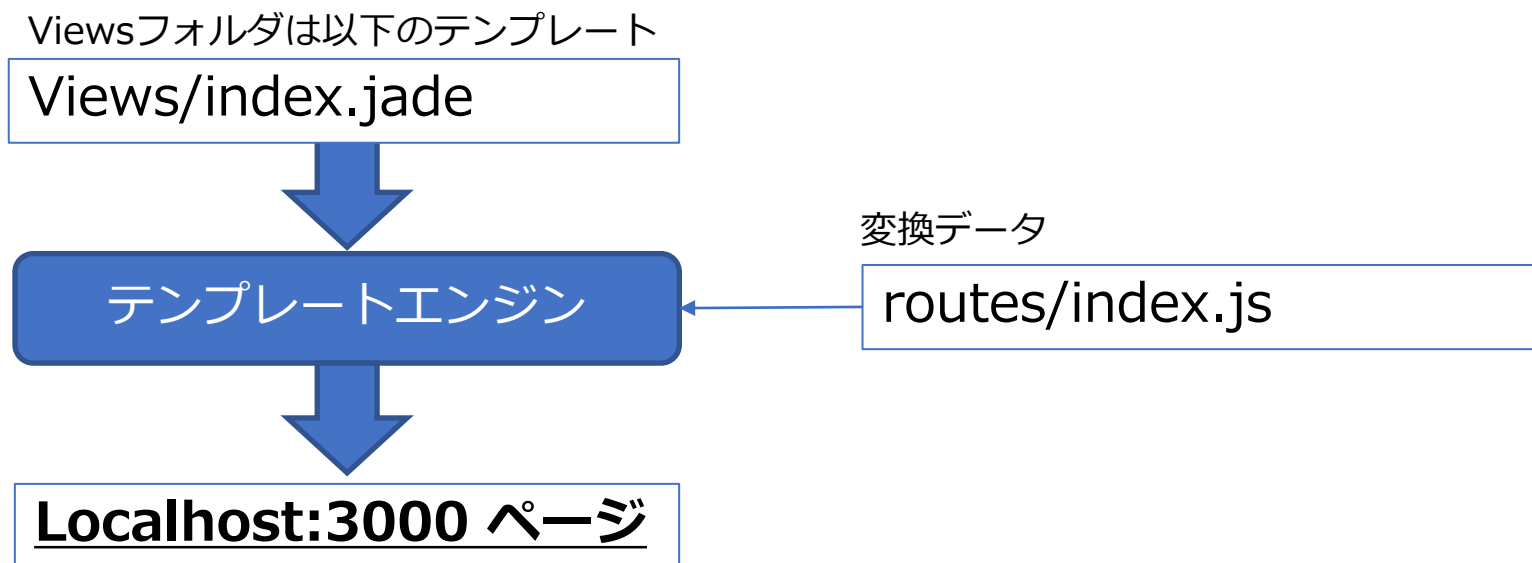 Viewsフォルダは以下のテンプレート
Views/index.jade
変換データ
テンプレートエンジン
routes/index.js
Localhost:3000 ページ